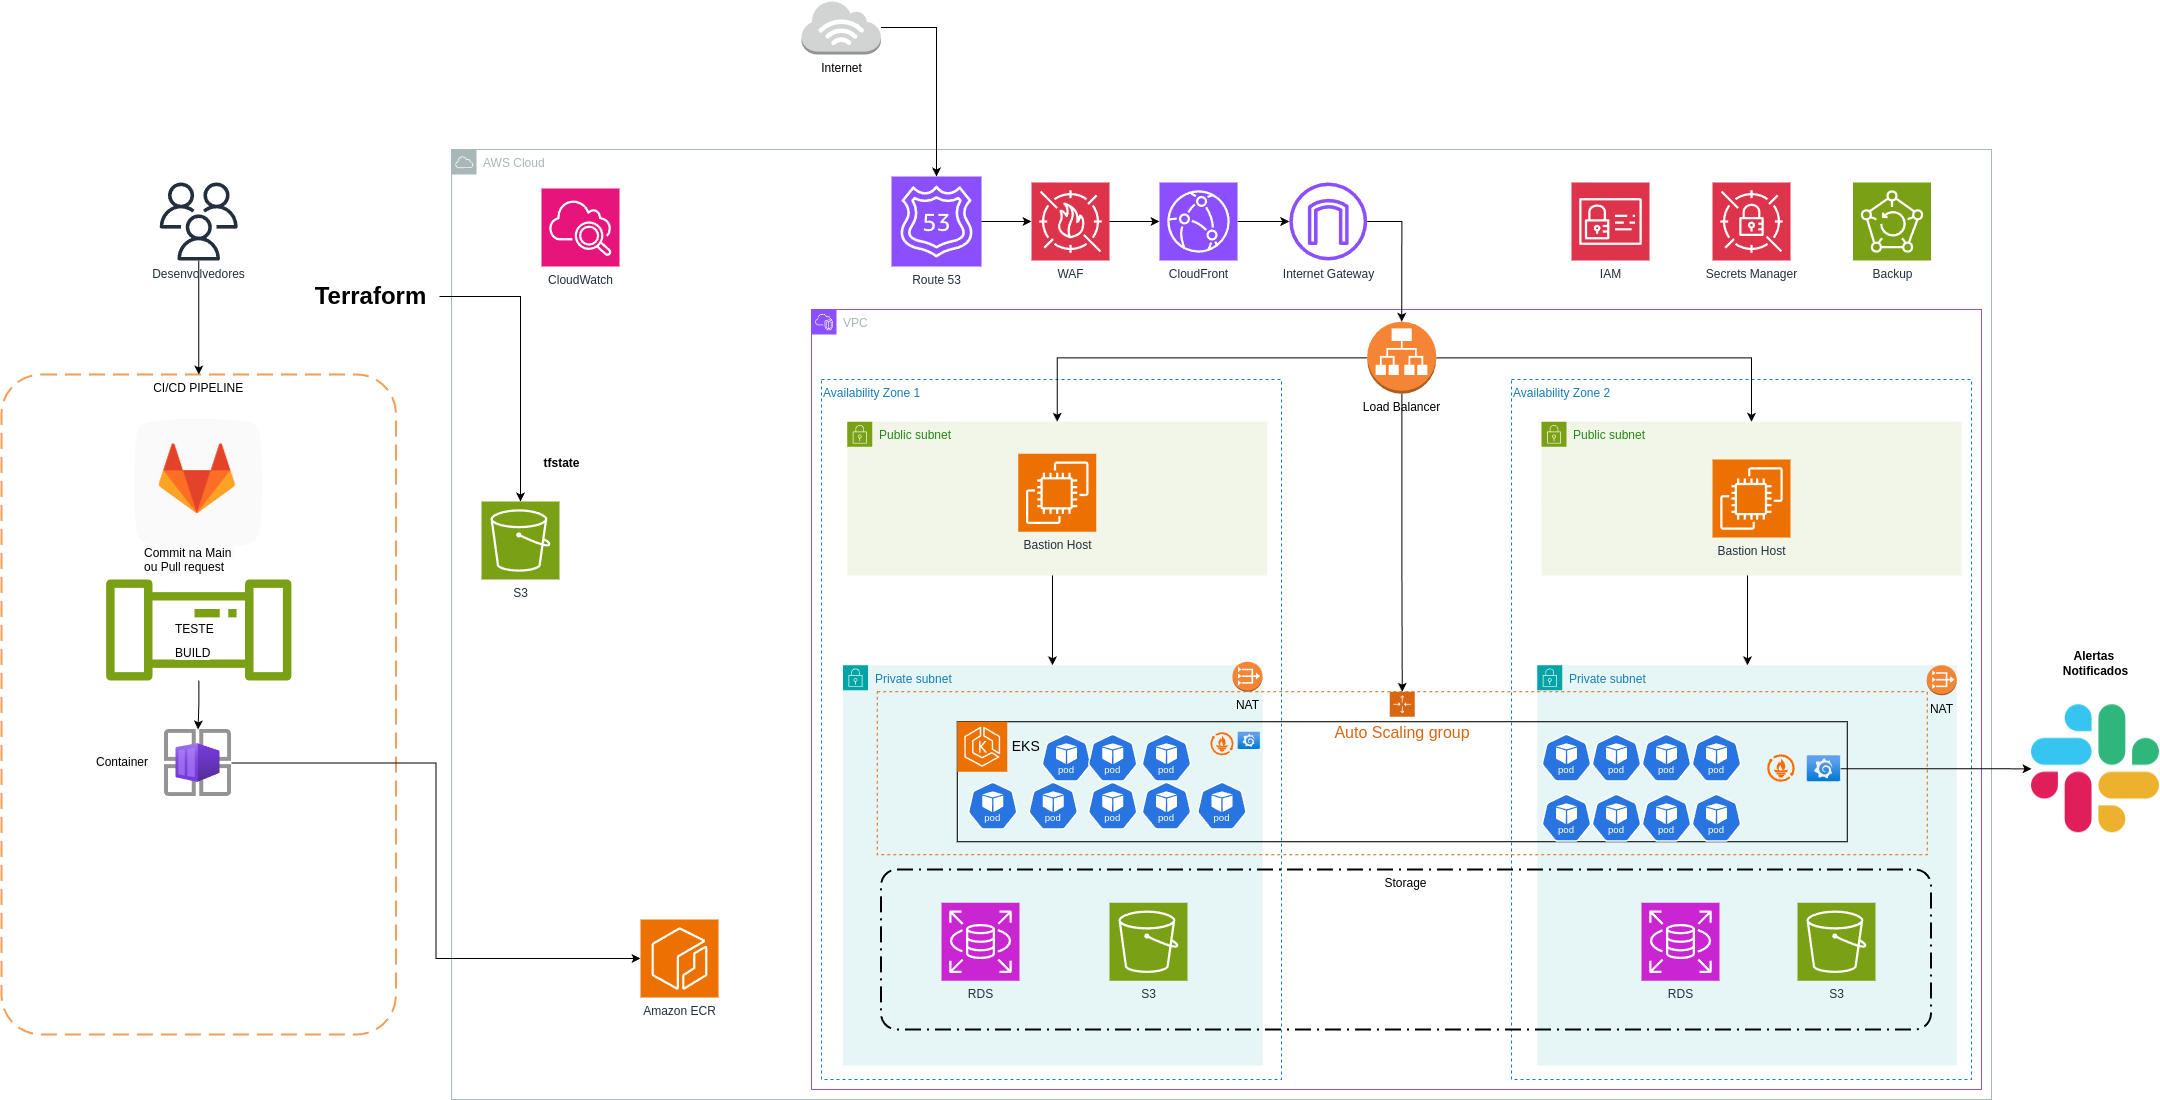 Internet
AWS Cloud
53
Desenvolvedores
CloudWatch
Route 53
WAF
CloudFront
Internet Gateway
IAM
Secrets Manager
Backup
Terraform
VPC
CI/CD PIPELINE
Availability Zone 1
Load Balancer
Availability Zone 2
Public subnet
Public subnet
tfstate
Bastion Host
Bastion Host
Commit na Main
ou Pull request
S3
TESTE
BUILD
Alertas
Notificados
Private subnet
NAT
Private subnet
NAT
Auto Scaling group
K
EKS
pod
pod
pod
pod
pod
pod
pod
Container
pod
pod
pod
pod
pod
pod
pod
pod
pod
Storage
RDS
S3
RDS
S3
Amazon ECR